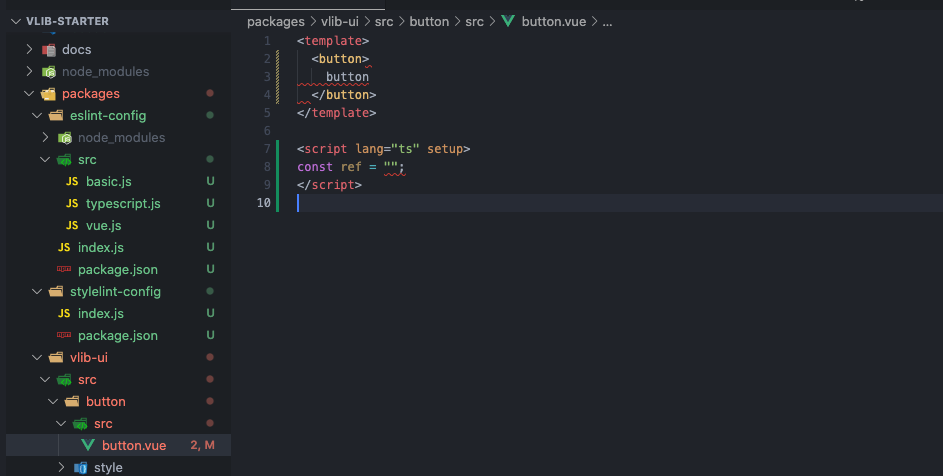 VLIB-STARTER
docs
node_modules
packages
eslint-config
node_modules
src
JS basic.js U
JS typescript.js U
JS vue.js U
JS index.js U
package.json U
stylelint-config
JS index.js U
package.json U
vlib-ui
src
button
src
button.vue 2, M
style
packages > vlib-ui > src > button > src > button.vue > ...
1 <template>
2 <button>
3 button
4 </button>
5 </template>
6
7 <script lang="ts" setup>
8 const ref = "";
9 </script>
10